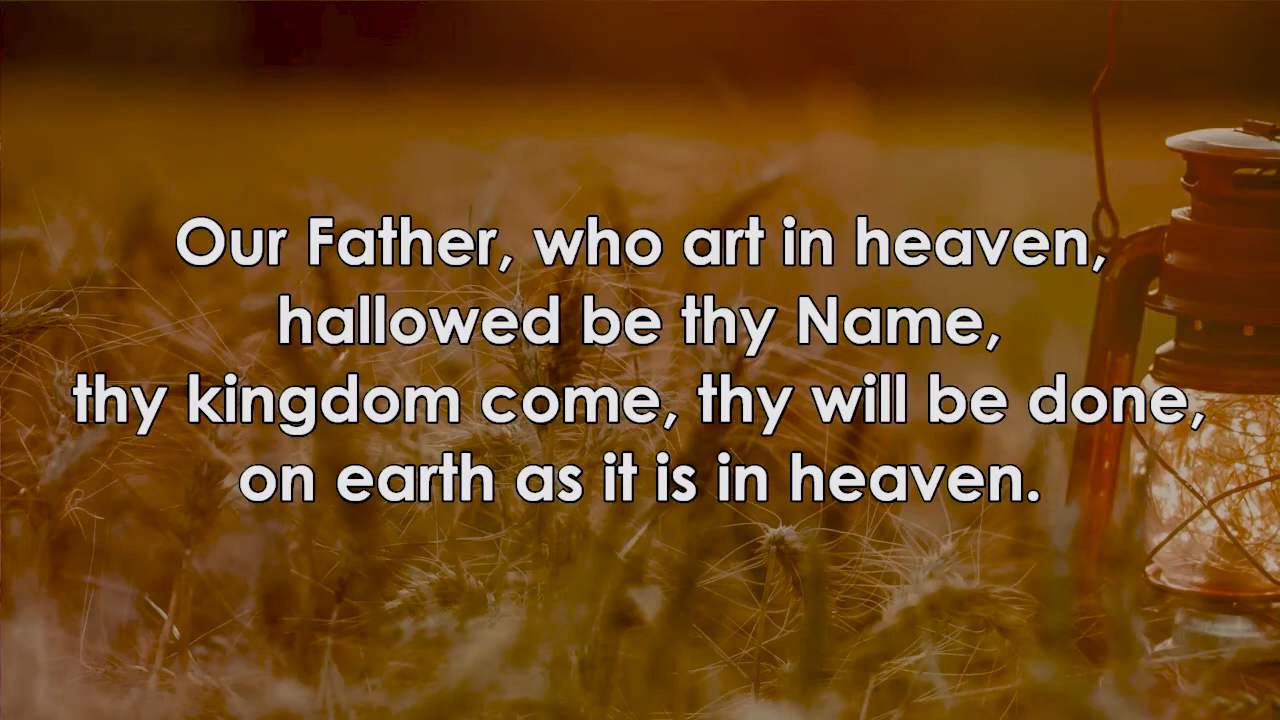 Our Father, who art in heaven,
hallowed be thy Name,
thy kingdom come, thy will be done,
on earth as it is in heaven.